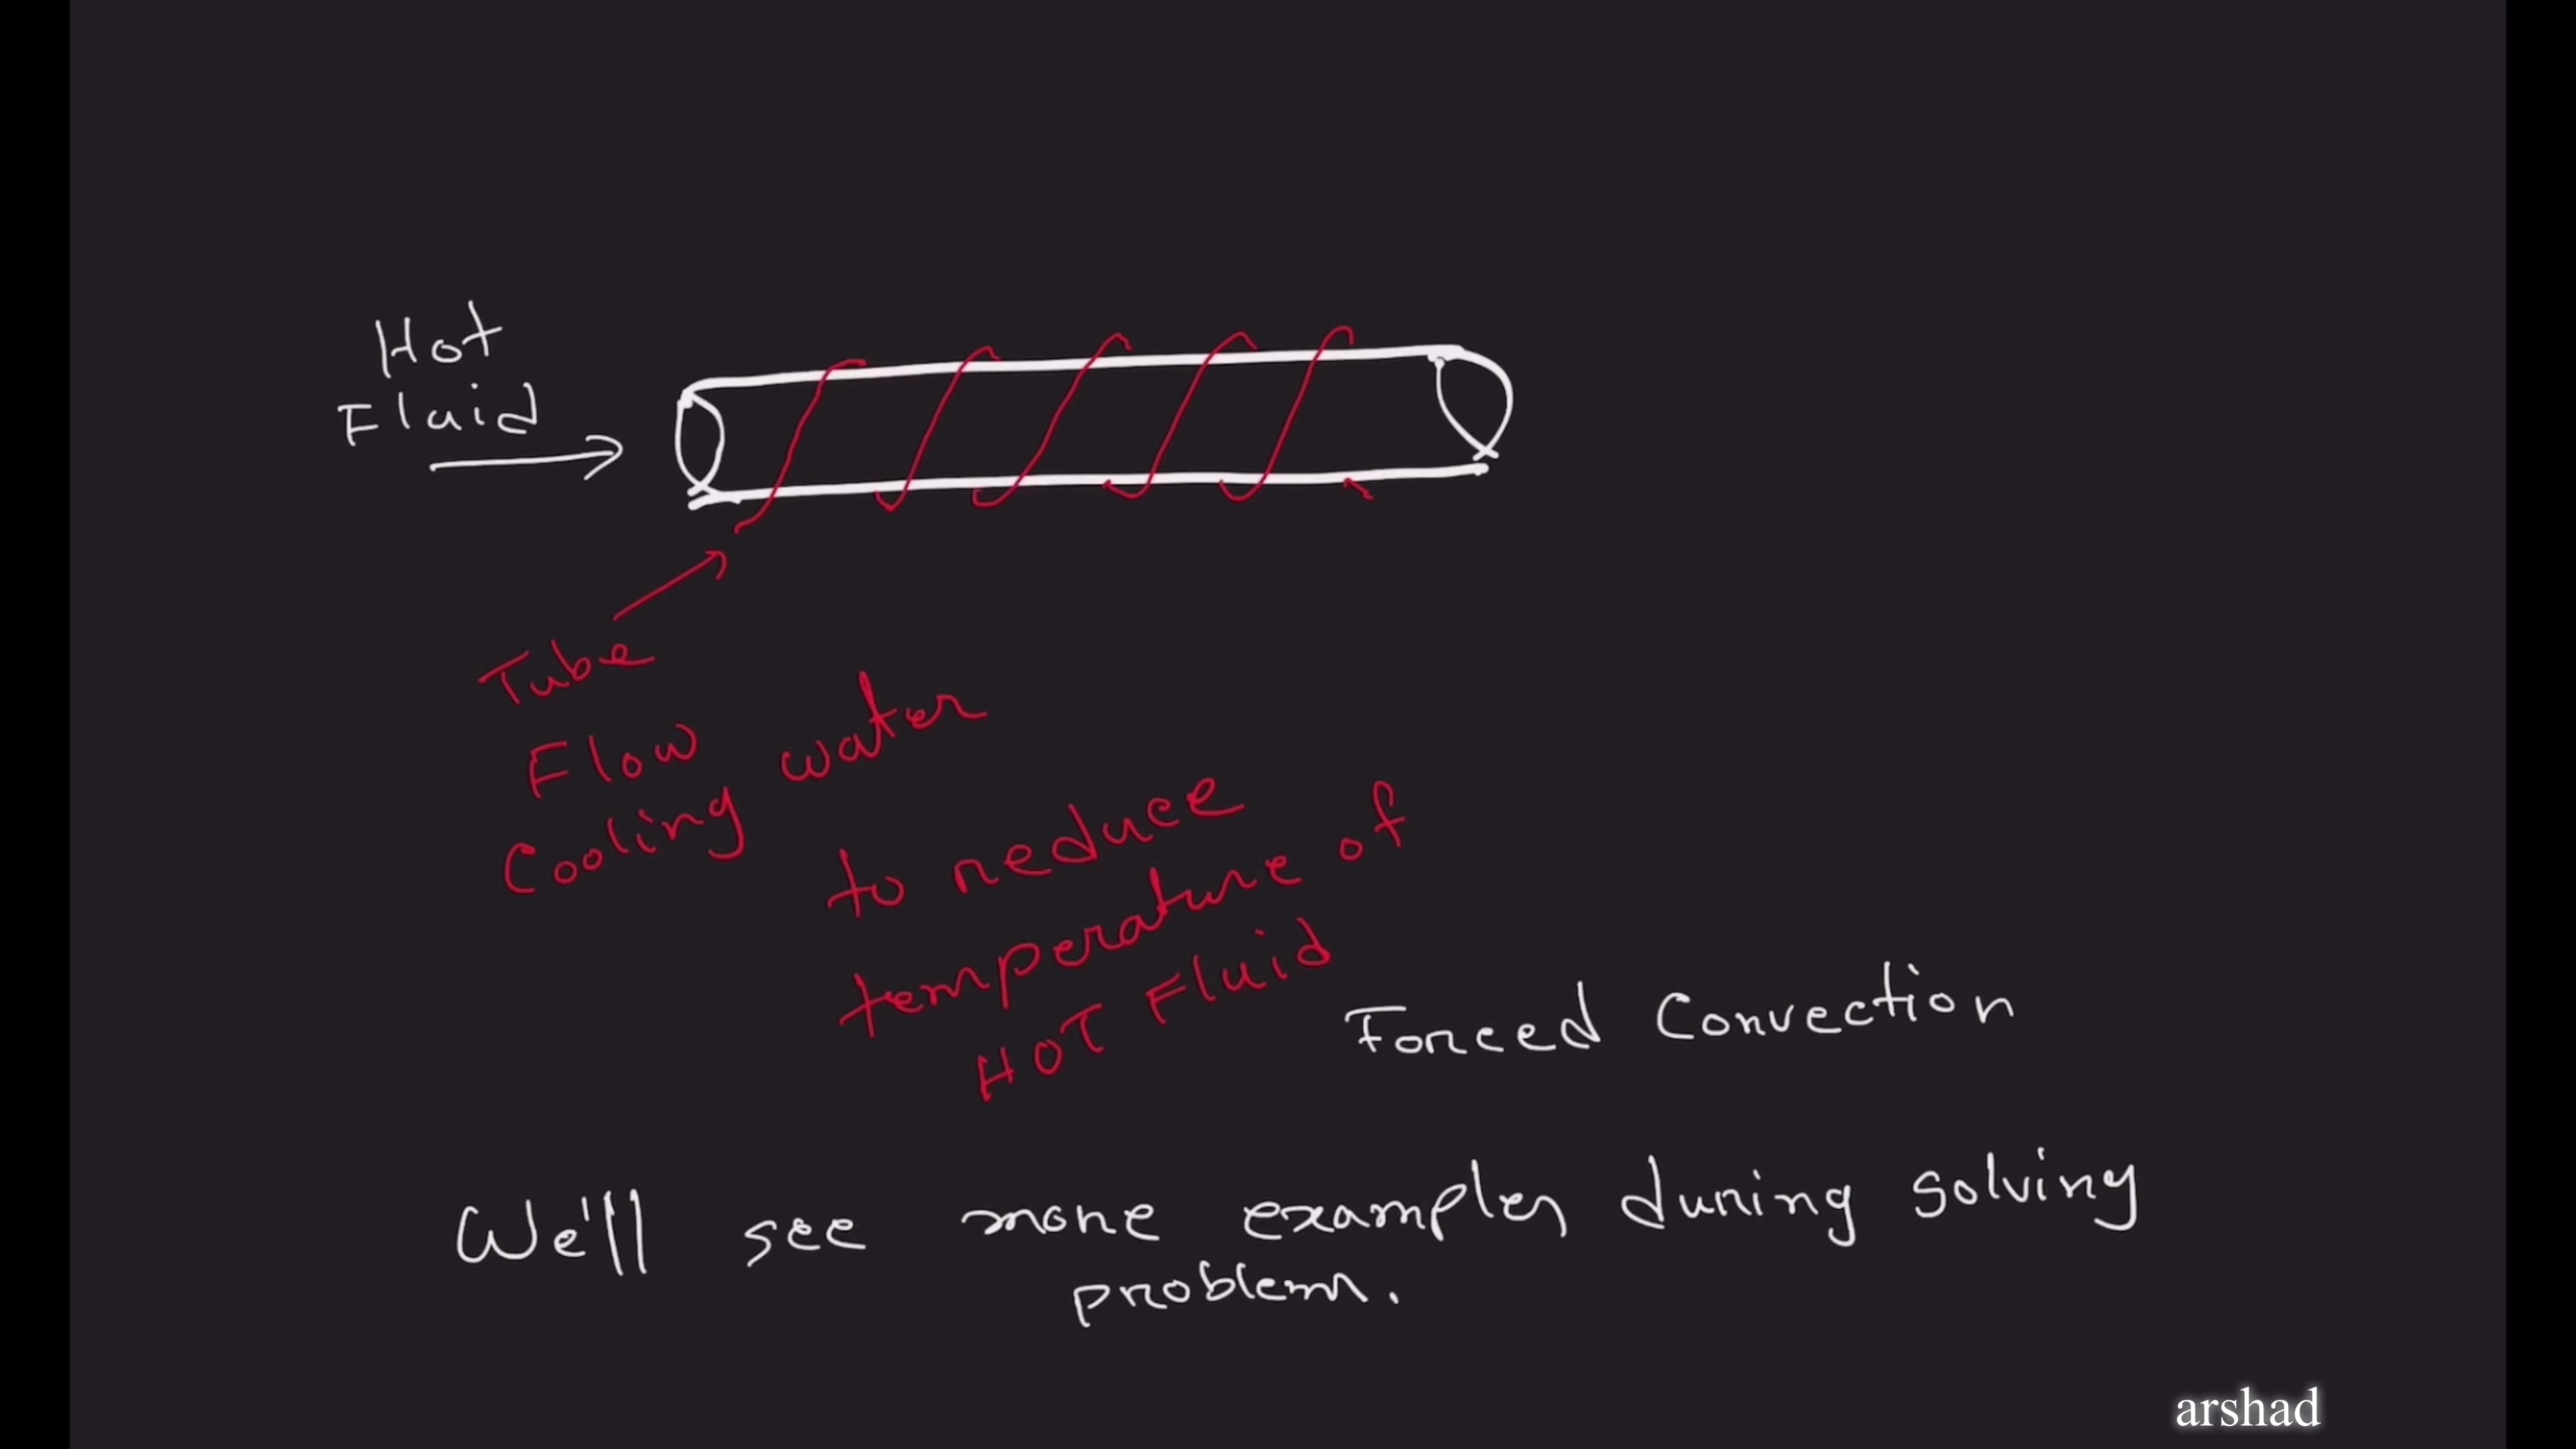 Hot
Fluid
Tube
Flow
Cooling water
to reduce
temperature of
HOT Fluid
Forced Convection
We'll see more examples during solving
problem.
arshad